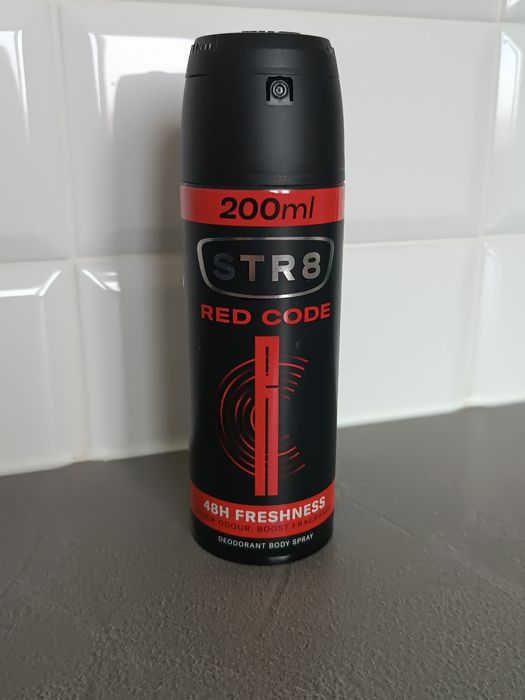 200ml
STR8
RED CODE
48H FRESHNESS
ODOUR, BOOST
DEODORANT BODY SPRAY